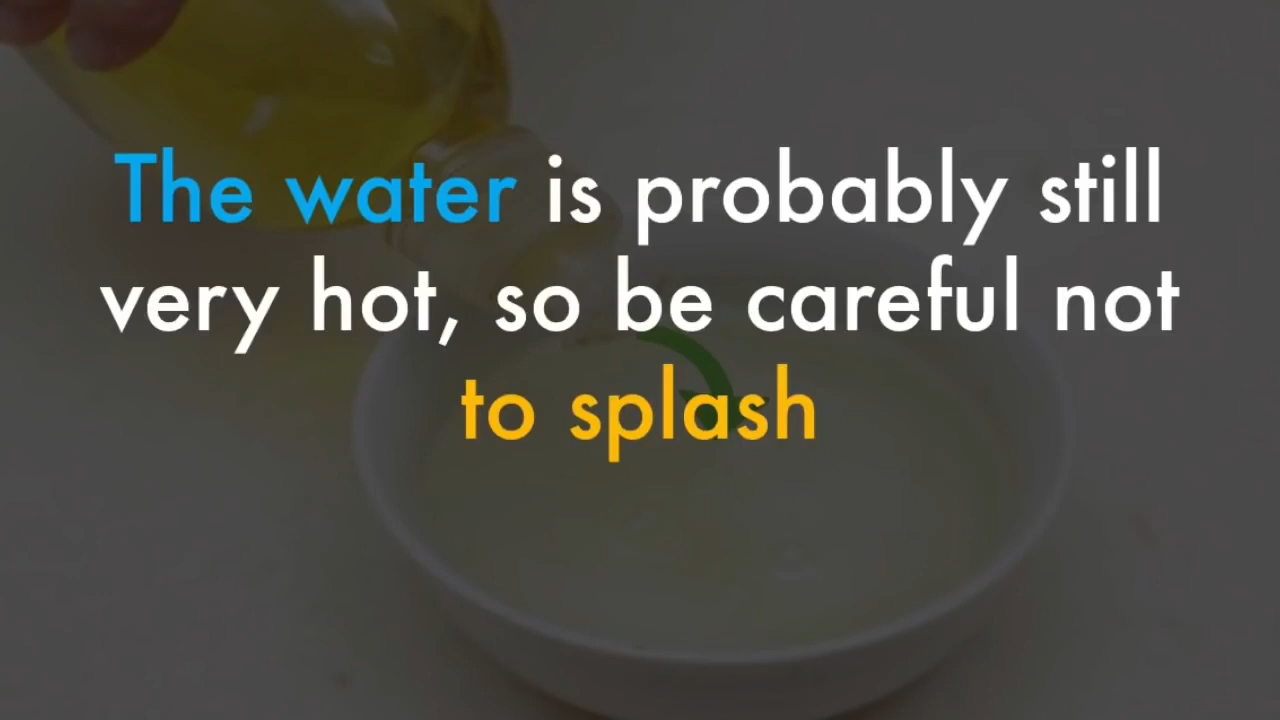 The water is probably still
very hot, so be careful not
to splash